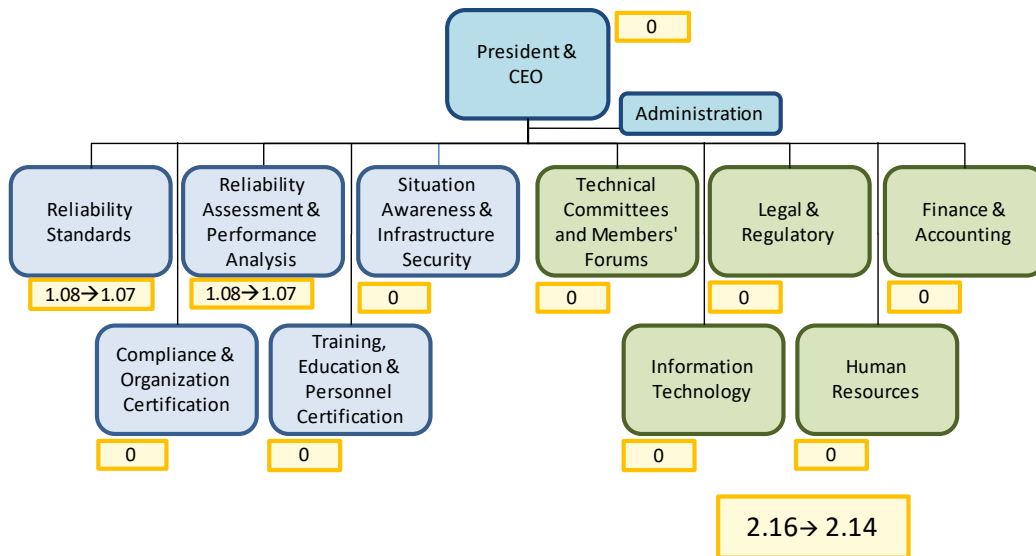 0
President &
CEO
Administration
Reliability
Standards
1.08→1.07
Reliability
Assessment &
Performance
Analysis
1.08→1.07
Situation
Awareness &
Infrastructure
Security
0
Technical
Committees
and Members'
Forums
0
Legal &
Regulatory
0
Finance &
Accounting
0
Compliance &
Organization
Certification
0
Training,
Education &
Personnel
Certification
0
Information
Technology
0
Human
Resources
0
2.16→ 2.14